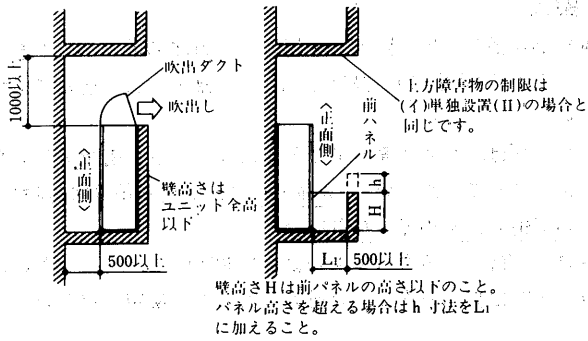 1000以上
吹出ダクト
吹出し
〈正面側〉
壁高さは
ユニット全高
以下
500以上
上方障害物の制限は
(イ)単独設置(II)の場合と
同じです。
〈正面側〉
前パネル
h
H
L₁
500以上
壁高さHは前パネルの高さ以下のこと。
パネル高さを超える場合はh寸法をL₁
に加えること。